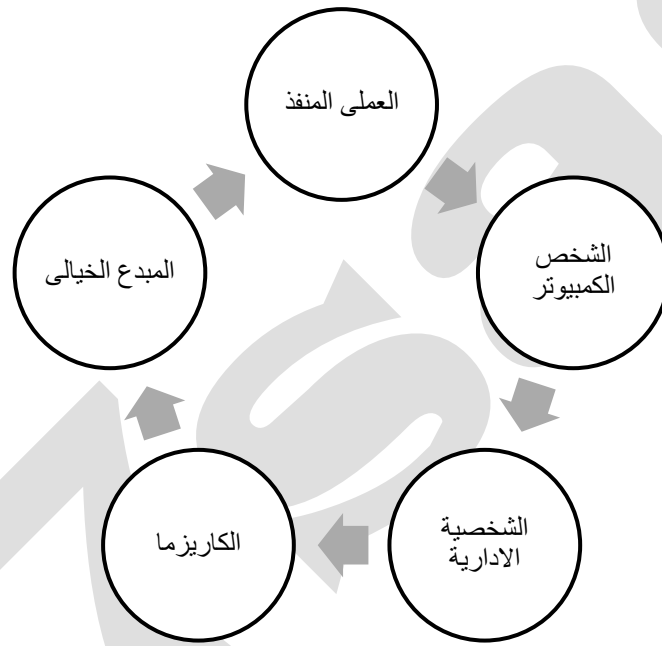 العملى المنفذ
الشخص
الكمبيوتر
الشخصية
الادارية
الكاريزما
المبدع الخيالى